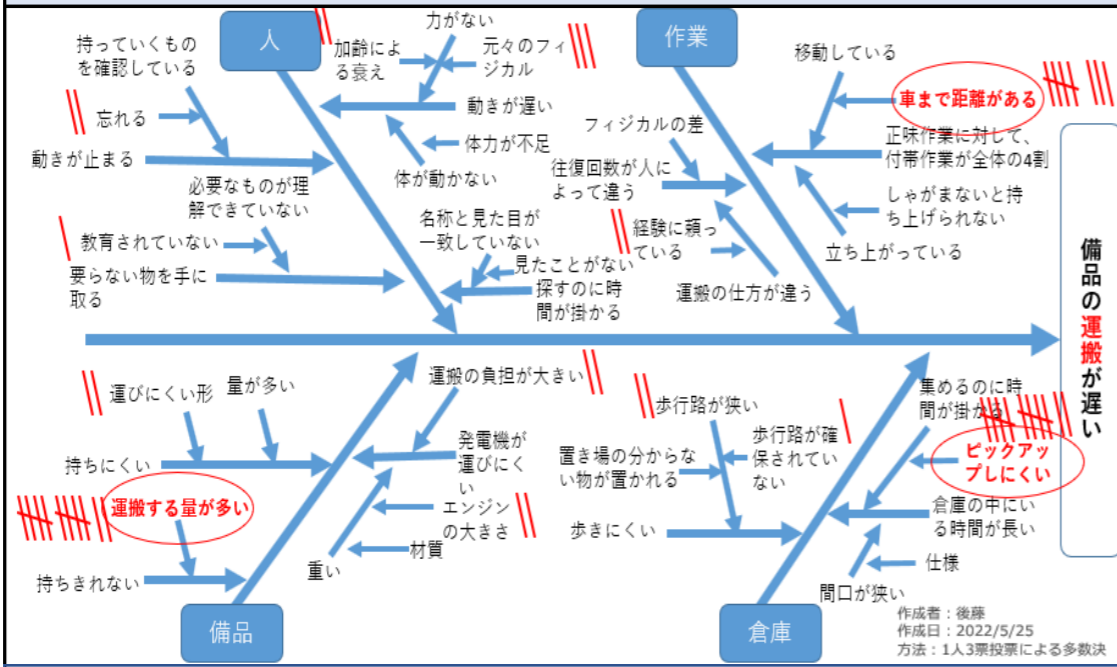 人
作業
力がない
持っていくもの
を確認している
加齢によ
る衰え
元々のフィ
ジカル
移動している
忘れる
動きが遅い
車まで距離がある
動きが止まる
体力が不足
フィジカルの差
正味作業に対して、
付帯作業が全体の4割
体が動かない
往復回数が人に
よって違う
必要なものが理
解できていない
しゃがまないと持
ち上げられない
名称と見た目が
一致していない
教育されていない
経験に頼っ
ている
立ち上がっている
見たことがない
要らない物を手に
取る
探すのに時
間が掛かる
運搬の仕方が違う
備品の運搬が遅い
運びにくい形
量が多い
運搬の負担が大きい
集めるのに時
間が掛かる
歩行路が狭い
歩行路が確
保されてい
ない
発電機が
運びにく
い
持ちにくい
置き場の分からな
い物が置かれる
ピックアッ
プしにくい
運搬する量が多い
エンジン
の大きさ
歩きにくい
倉庫の中にい
る時間が長い
材質
重い
仕様
持ちきれない
間口が狭い
備品
倉庫
作成者：後藤
作成日：2022/5/25
方法：1人3票投票による多数決